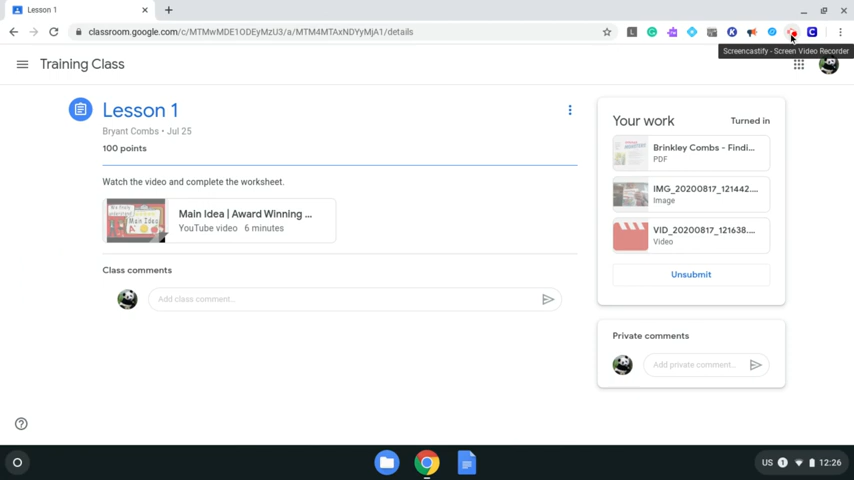 Lesson 1
classroom.google.com/c/MTMwMDE1ODEyMzU3/a/MTM4MTAxNDYyMjA1/details
Screencastify - Screen Video Recorder
Training Class
Lesson 1
Bryant Combs • Jul 25
100 points
Watch the video and complete the worksheet.
Main Idea | Award Winning ...
YouTube video 6 minutes
Class comments
Add class comment...
Your work Turned in
Brinkley Combs - Findi...
PDF
IMG_20200817_121442....
Image
VID_20200817_121638....
Video
Unsubmit
Private comments
Add private comment...
US 1 12:26